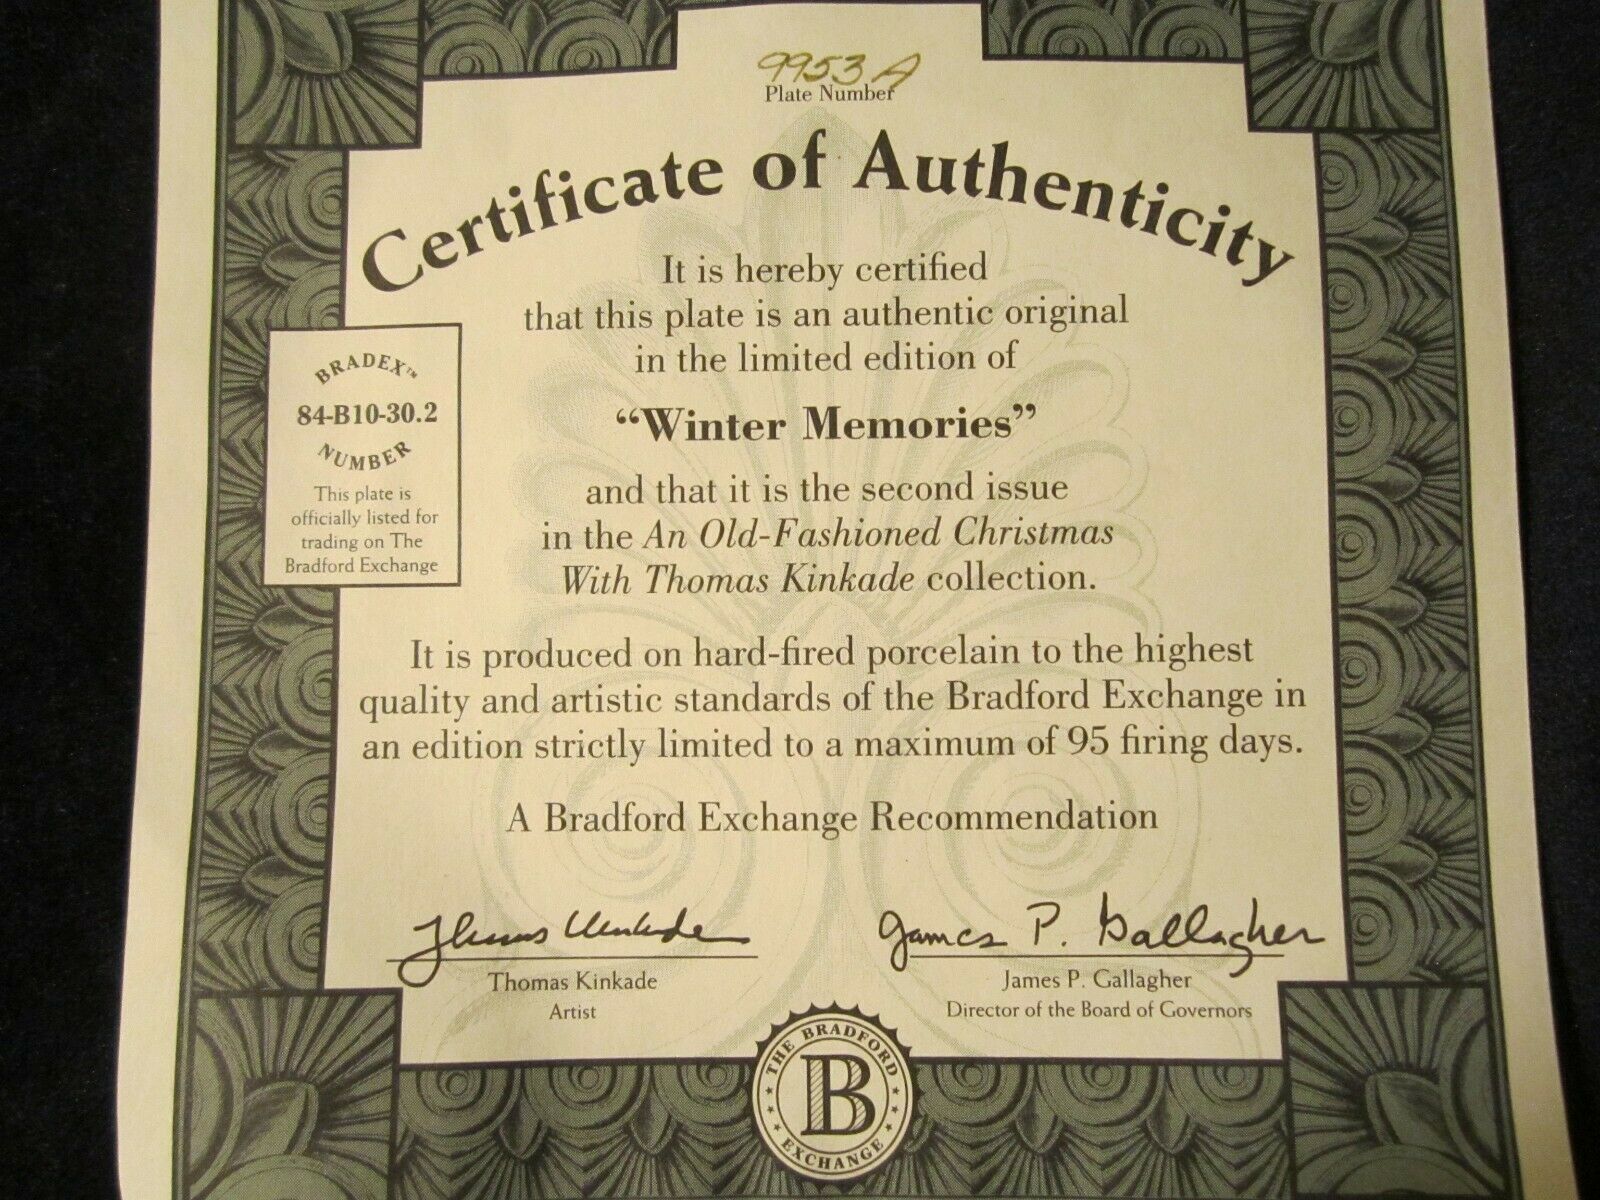 9953A
Plate Number
Certificate of Authenticity
It is hereby certified
that this plate is an authentic original
in the limited edition of
“Winter Memories”
and that it is the second issue
in the An Old-Fashioned Christmas
With Thomas Kinkade collection.
BRADEX™
84-B10-30.2
NUMBER
This plate is
officially listed for
trading on The
Bradford Exchange
It is produced on hard-fired porcelain to the highest
quality and artistic standards of the Bradford Exchange in
an edition strictly limited to a maximum of 95 firing days.
A Bradford Exchange Recommendation
Thomas Kinkade
Thomas Kinkade
Artist
James P. Gallagher
James P. Gallagher
Director of the Board of Governors
THE BRADFORD
B
EXCHANGE